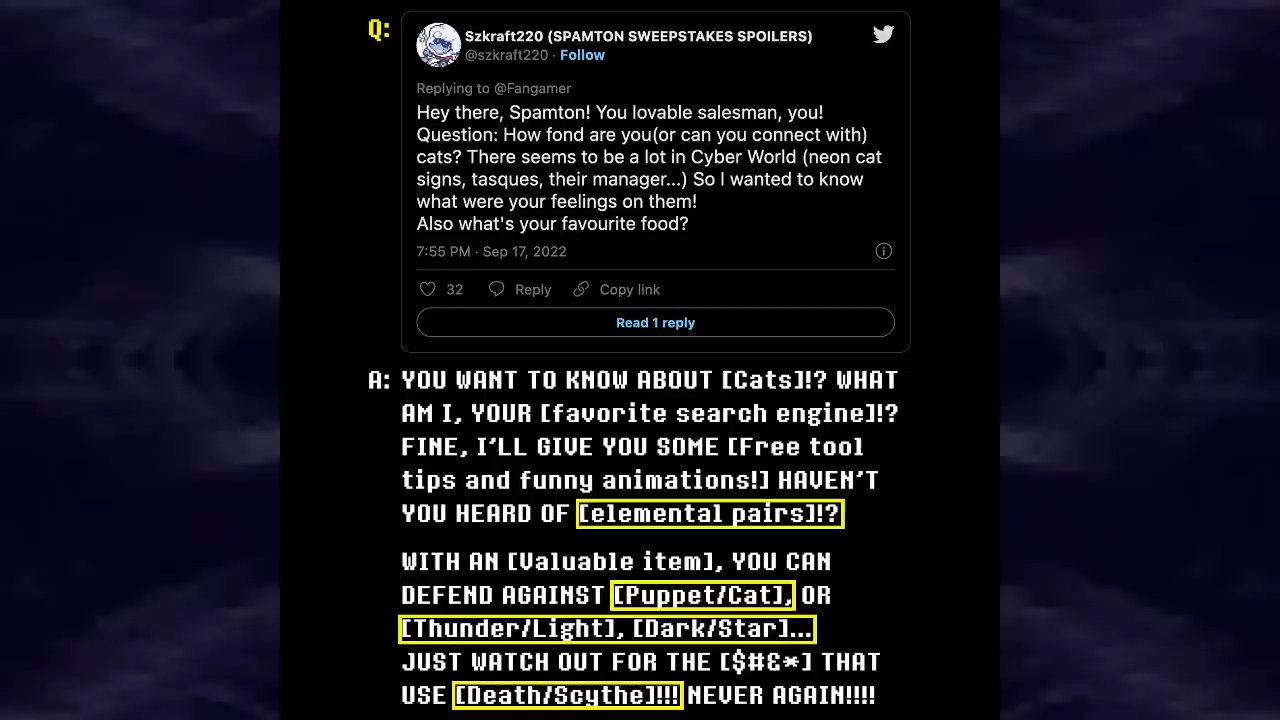 Q:
Szkraft220 (SPAMTON SWEEPSTAKES SPOILERS)
@szkraft220 · Follow
Replying to @Fangamer
Hey there, Spamton! You lovable salesman, you!
Question: How fond are you(or can you connect with)
cats? There seems to be a lot in Cyber World (neon cat
signs, tasques, their manager...) So I wanted to know
what were your feelings on them!
Also what's your favourite food?
7:55 PM · Sep 17, 2022
32 Reply Copy link
Read 1 reply
A: YOU WANT TO KNOW ABOUT [Cats]!? WHAT
AM I, YOUR [favorite search engine]!?
FINE, I'LL GIVE YOU SOME [Free tool
tips and funny animations!] HAVEN'T
YOU HEARD OF [elemental pairs]!?
WITH AN [Valuable item], YOU CAN
DEFEND AGAINST [Puppet/Cat], OR
[Thunder/Light], [Dark/Star]...
JUST WATCH OUT FOR THE [$#&*] THAT
USE [Death/Scythe]!!! NEVER AGAIN!!!!